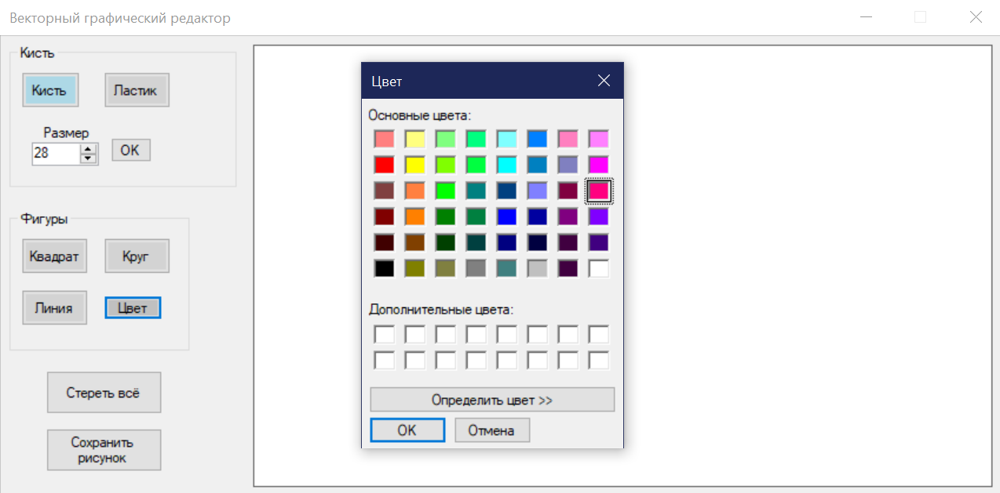 Векторный графический редактор
Кисть
Кисть
Ластик
Размер
28
OK
Фигуры
Квадрат
Круг
Линия
Цвет
Стереть всё
Сохранить
рисунок
Цвет
Основные цвета:
Дополнительные цвета:
Определить цвет >>
OK
Отмена